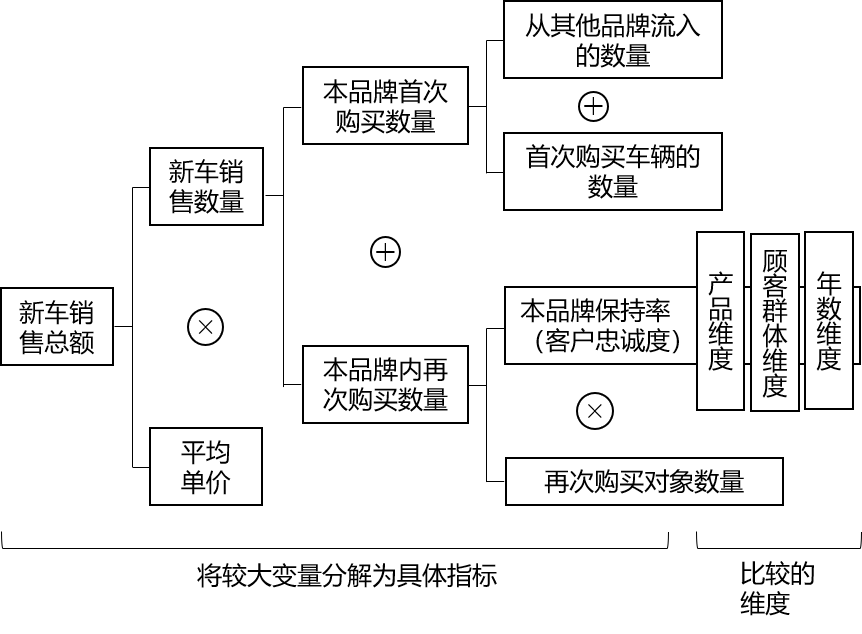 从其他品牌流入
的数量
本品牌首次
购买数量
首次购买车辆的
数量
新车销
售数量
产品维度
顾客群体维度
年数维度
新车销
售总额
本品牌保持率
（客户忠诚度）
本品牌内再
次购买数量
平均
单价
再次购买对象数量
将较大变量分解为具体指标
比较的
维度